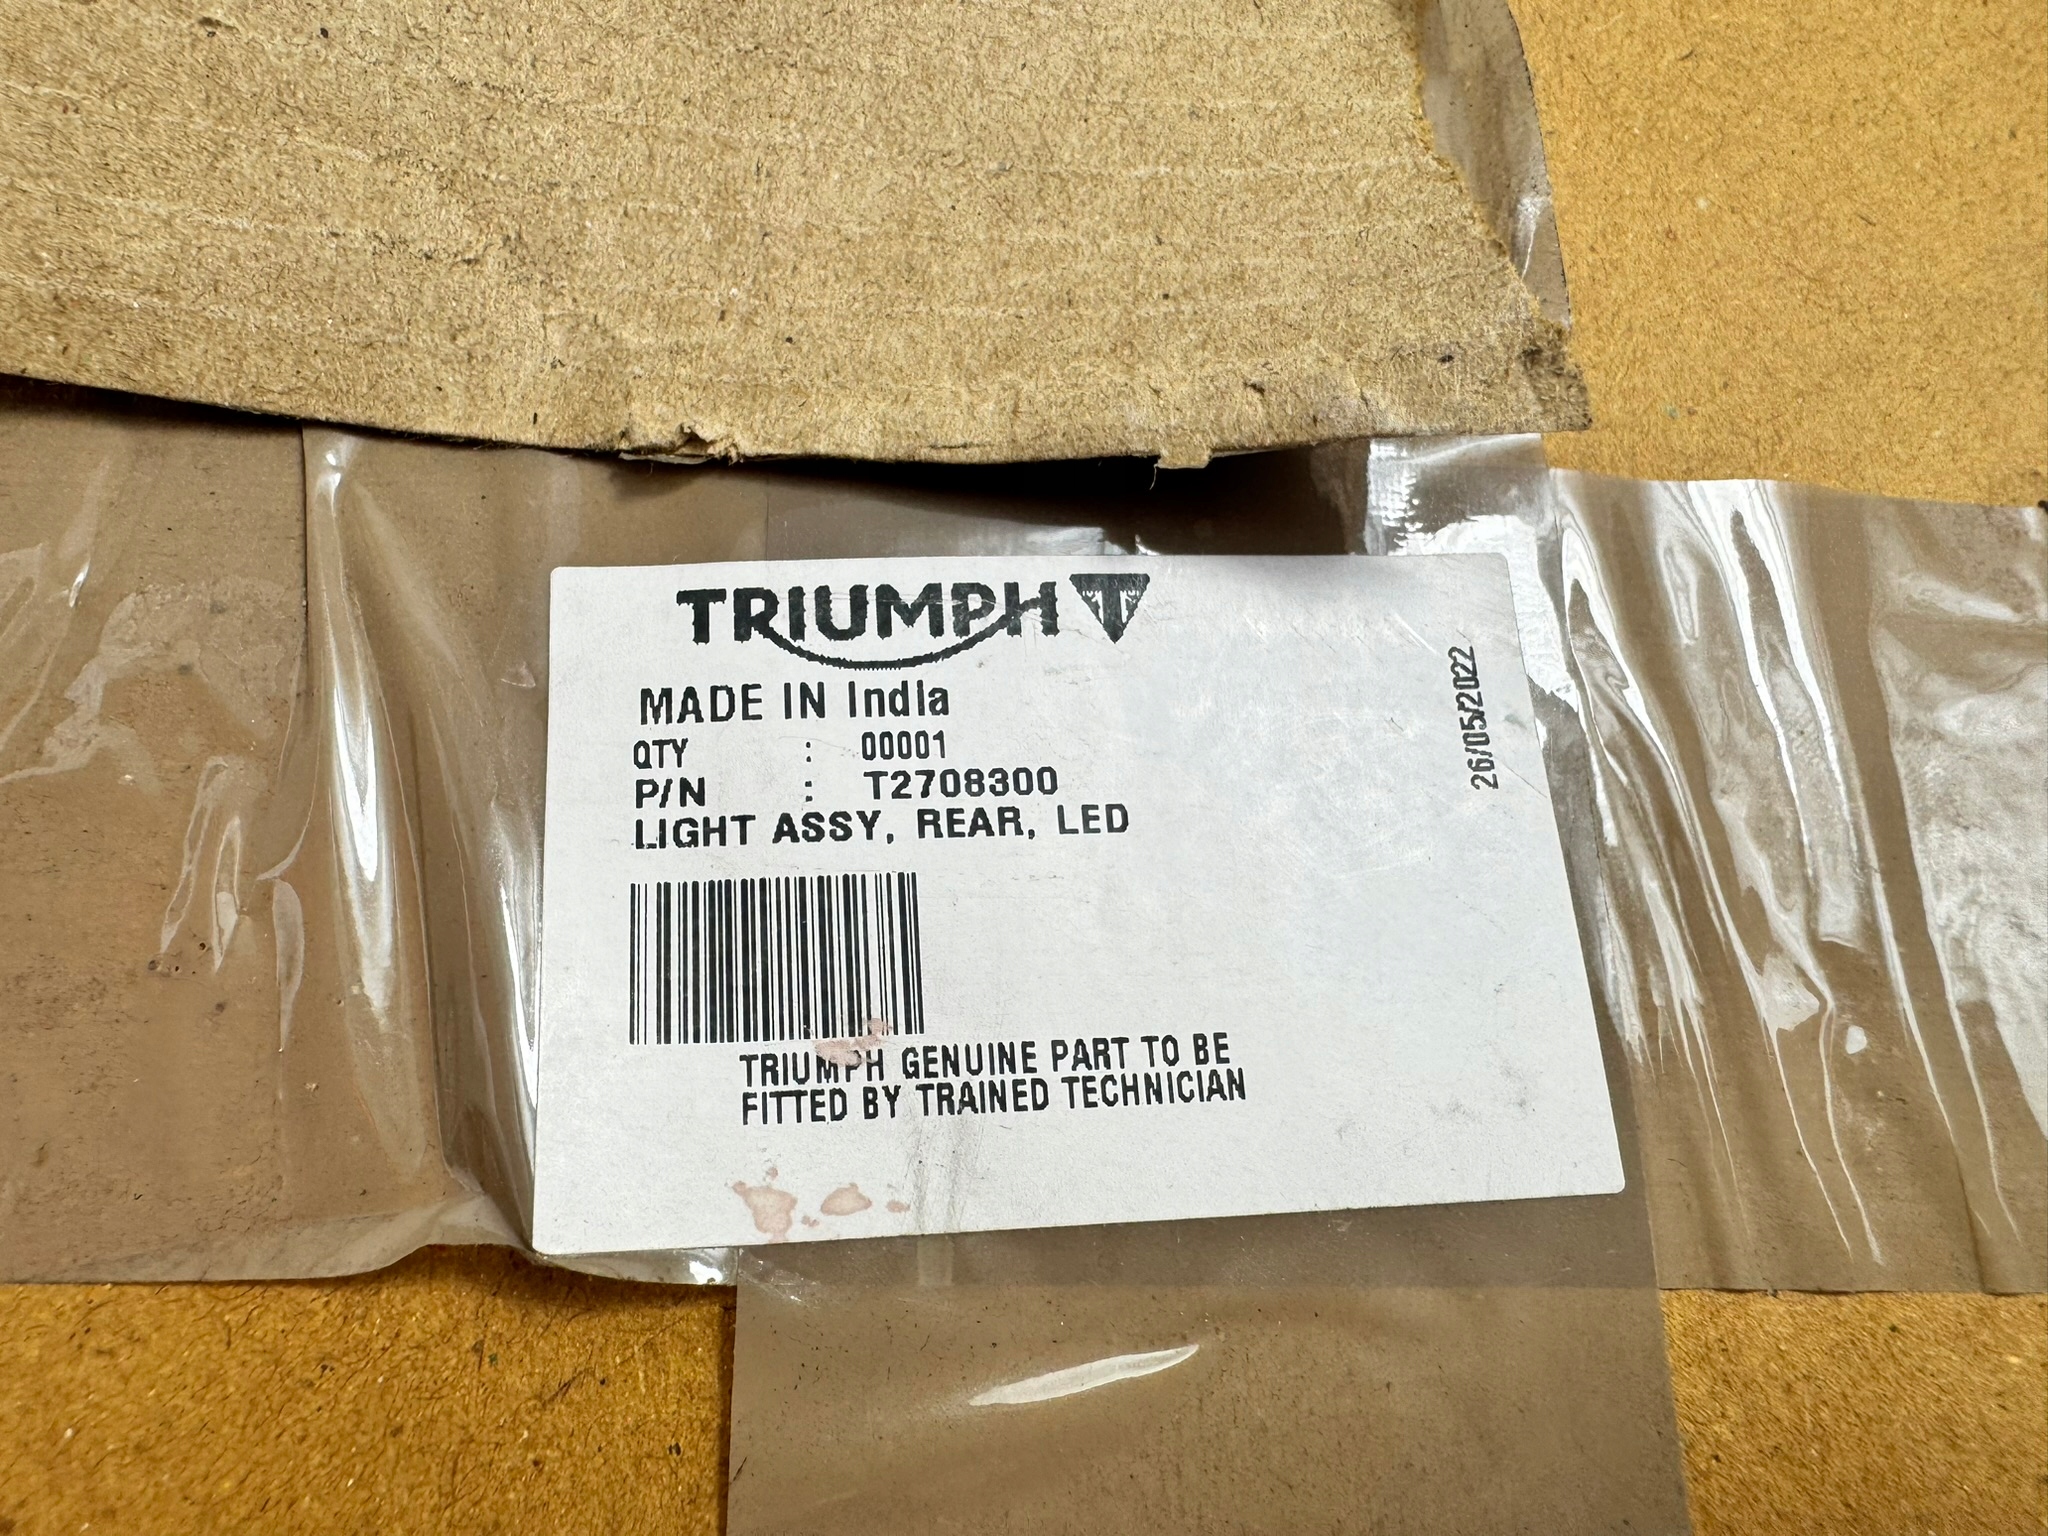 TRIUMPH
MADE IN India
QTY : 00001
P/N : T2708300
LIGHT ASSY, REAR, LED
TRIUMPH GENUINE PART TO BE
FITTED BY TRAINED TECHNICIAN
26/05/2022